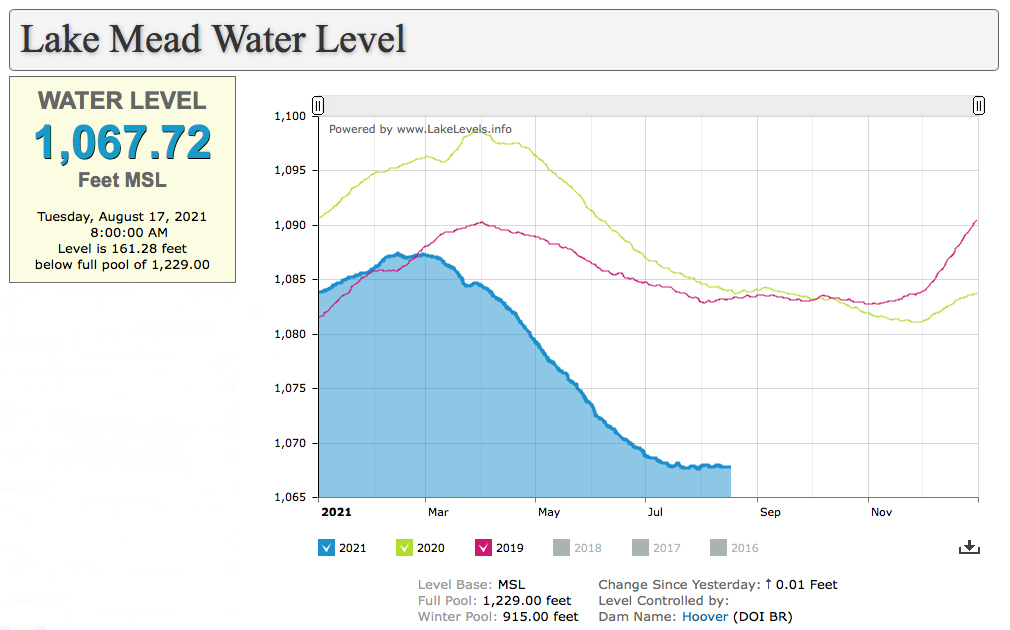 Lake Mead Water Level
WATER LEVEL
1,067.72
Feet MSL
Tuesday, August 17, 2021
8:00:00 AM
Level is 161.28 feet
below full pool of 1,229.00
Powered by www.LakeLevels.info
1,100
1,095
1,090
1,085
1,080
1,075
1,070
1,065
2021 Mar May Jul Sep Nov
2021 2020 2019 2018 2017 2016
Level Base: MSL
Full Pool: 1,229.00 feet
Winter Pool: 915.00 feet
Change Since Yesterday: ↑ 0.01 Feet
Level Controlled by:
Dam Name: Hoover (DOI BR)